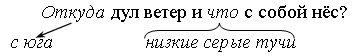 Откуда дул ветер и что с собой нёс?
с юга низкие серые тучи